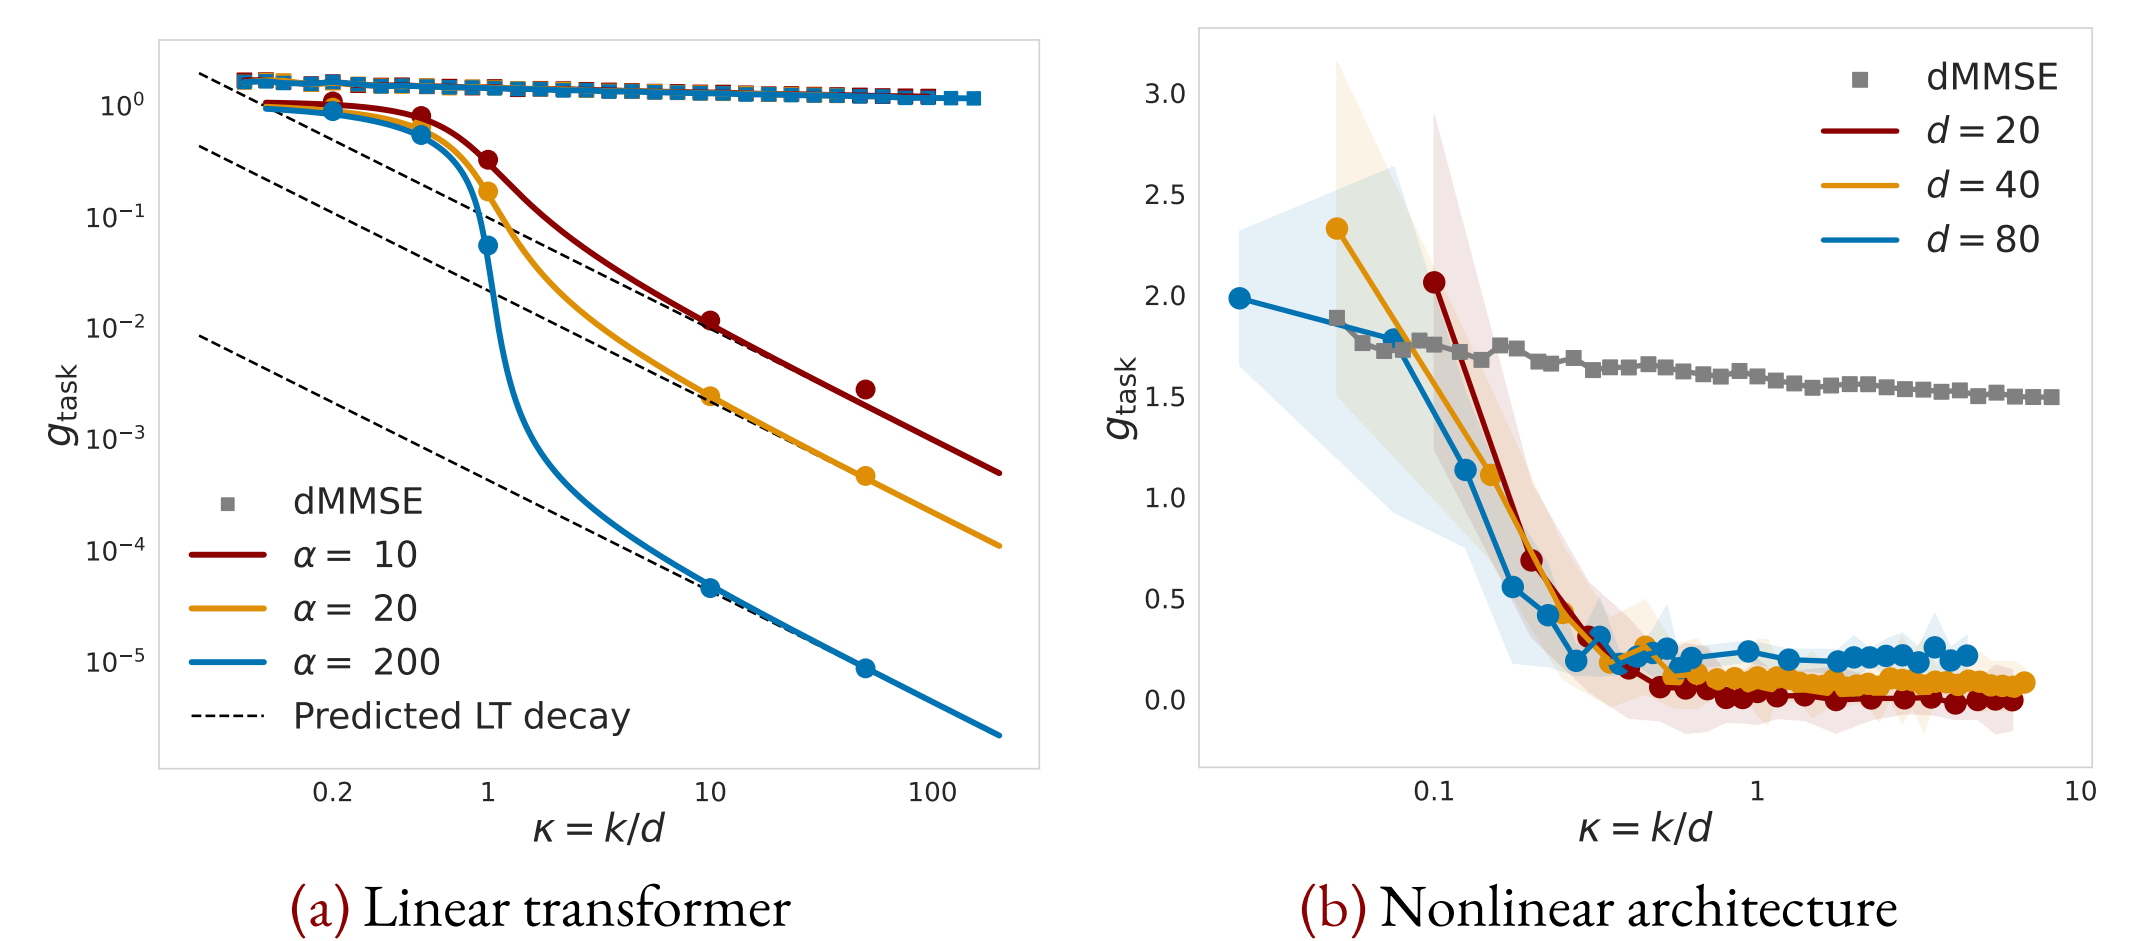 10⁰
10⁻¹
10⁻²
10⁻³
10⁻⁴
10⁻⁵
g_task
dMMSE
α = 10
α = 20
α = 200
Predicted LT decay
0.2 1 10 100
κ = k/d
(a) Linear transformer
3.0
2.5
2.0
1.5
1.0
0.5
0.0
g_task
dMMSE
d = 20
d = 40
d = 80
0.1 1 10
κ = k/d
(b) Nonlinear architecture